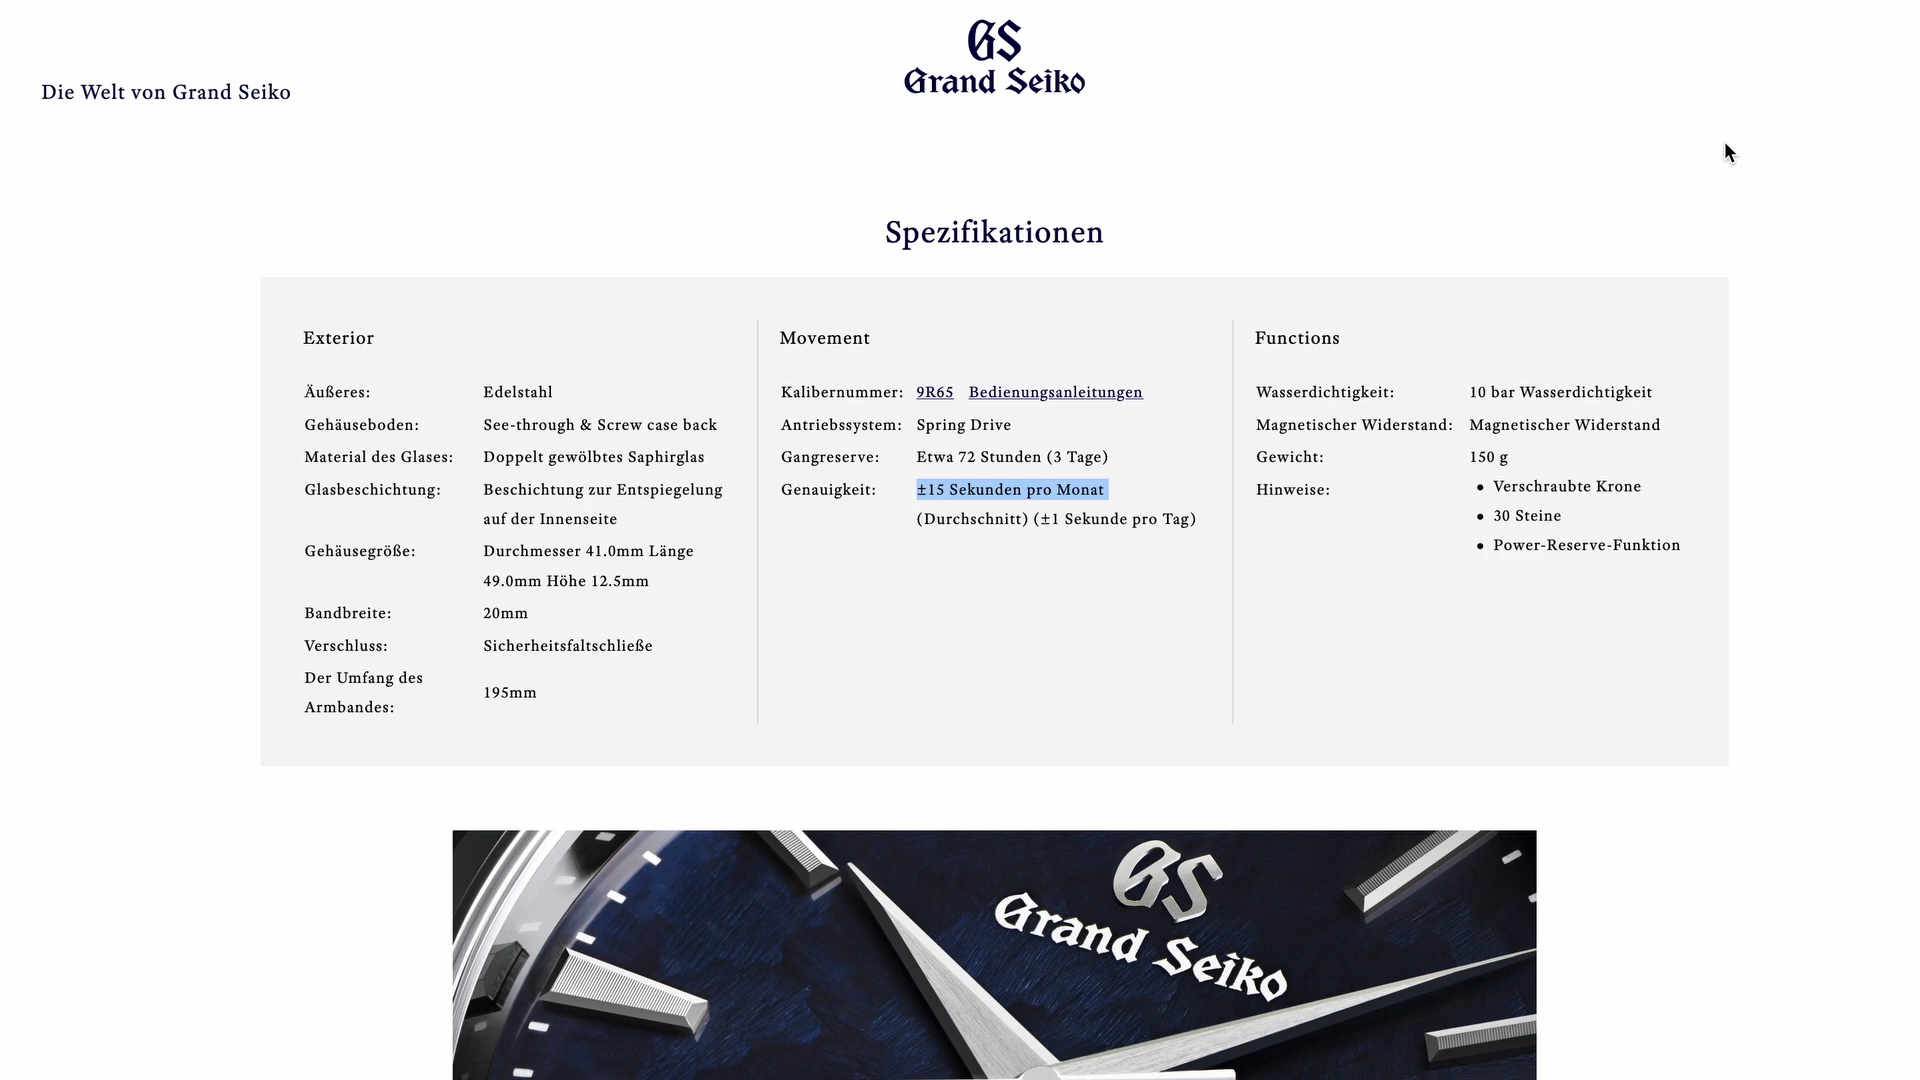 GS
Grand Seiko
Die Welt von Grand Seiko
Spezifikationen
Exterior
Äußeres: Edelstahl
Gehäuseboden: See-through & Screw case back
Material des Glases: Doppelt gewölbtes Saphirglas
Glasbeschichtung: Beschichtung zur Entspiegelung
auf der Innenseite
Gehäusegröße: Durchmesser 41.0mm Länge
49.0mm Höhe 12.5mm
Bandbreite: 20mm
Verschluss: Sicherheitsfaltschließe
Der Umfang des
Armbandes: 195mm
Movement
Kalibernummer: 9R65 Bedienungsanleitungen
Antriebssystem: Spring Drive
Gangreserve: Etwa 72 Stunden (3 Tage)
Genauigkeit: ±15 Sekunden pro Monat
(Durchschnitt) (±1 Sekunde pro Tag)
Functions
Wasserdichtigkeit: 10 bar Wasserdichtigkeit
Magnetischer Widerstand: Magnetischer Widerstand
Gewicht: 150 g
Hinweise: • Verschraubte Krone
• 30 Steine
• Power-Reserve-Funktion
GS
Grand Seiko